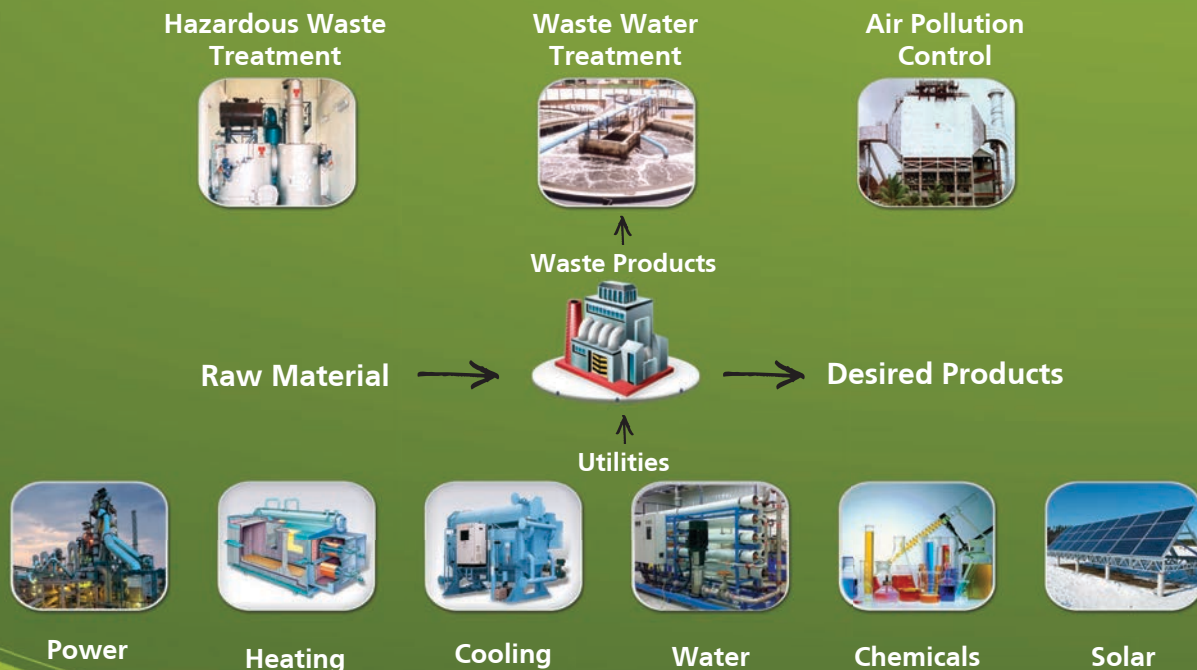 Hazardous Waste
Treatment
Waste Water
Treatment
Air Pollution
Control
Waste Products
Raw Material
Desired Products
Utilities
Power
Heating
Cooling
Water
Chemicals
Solar